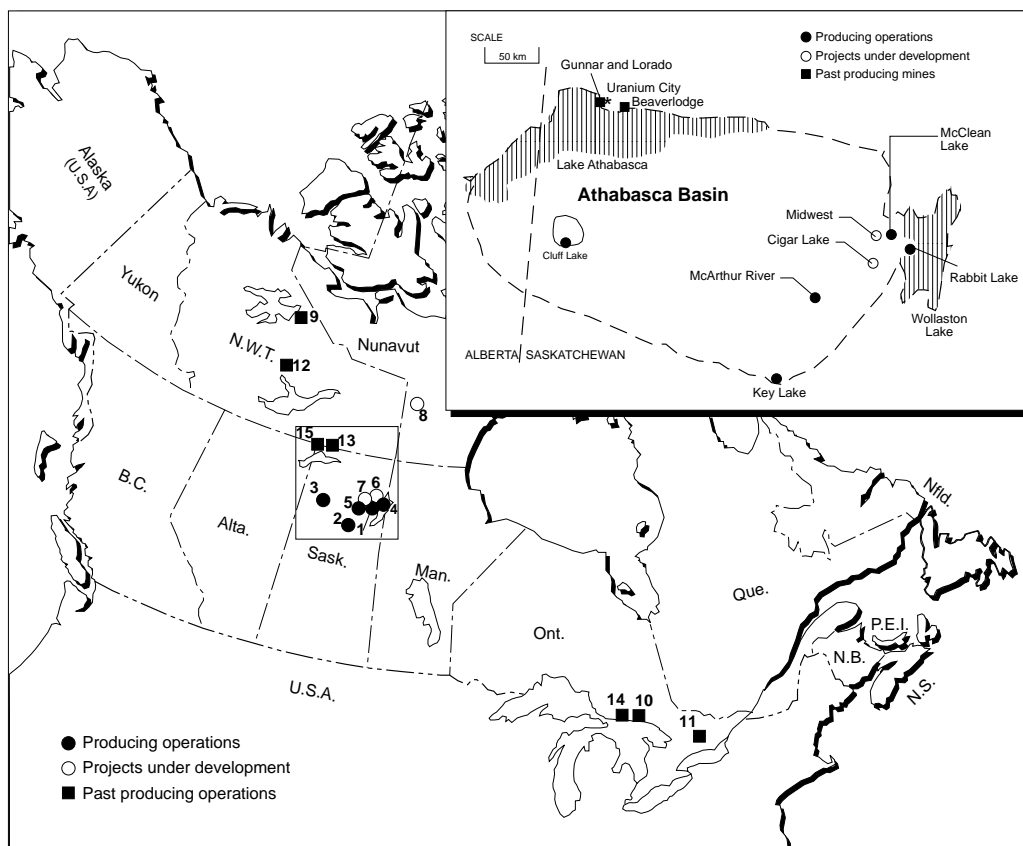 SCALE
50 km
Producing operations
Projects under development
Past producing mines
Gunnar and Lorado
Uranium City
*
Beaverlodge
McClean
Lake
Lake Athabasca
Athabasca Basin
Midwest
Cigar Lake
Cluff Lake
McArthur River
Rabbit Lake
Wollaston
Lake
ALBERTA
SASKATCHEWAN
Key Lake
Alaska
(U.S.A)
Yukon
N.W.T.
Nunavut
9
12
8
15
13
B.C.
Alta.
3
7
6
5
4
2
1
Sask.
Man.
Ont.
Que.
Nfld.
P.E.I.
N.B.
N.S.
U.S.A.
14
10
11
Producing operations
Projects under development
Past producing operations